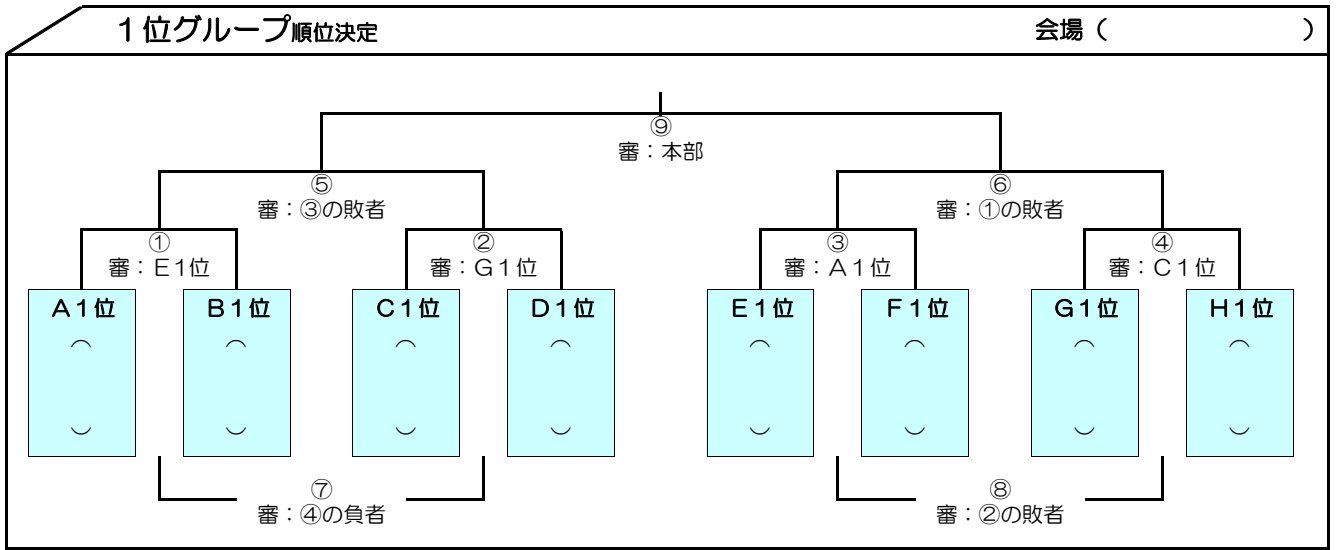 １位グループ順位決定 会場（ ）
⑨
審：本部
⑤ ⑥
審：③の敗者 審：①の敗者
① ② ③ ④
審：Ｅ１位 審：Ｇ１位 審：Ａ１位 審：Ｃ１位
Ａ１位 Ｂ１位 Ｃ１位 Ｄ１位 Ｅ１位 Ｆ１位 Ｇ１位 Ｈ１位
⑦ ⑧
審：④の負者 審：②の敗者